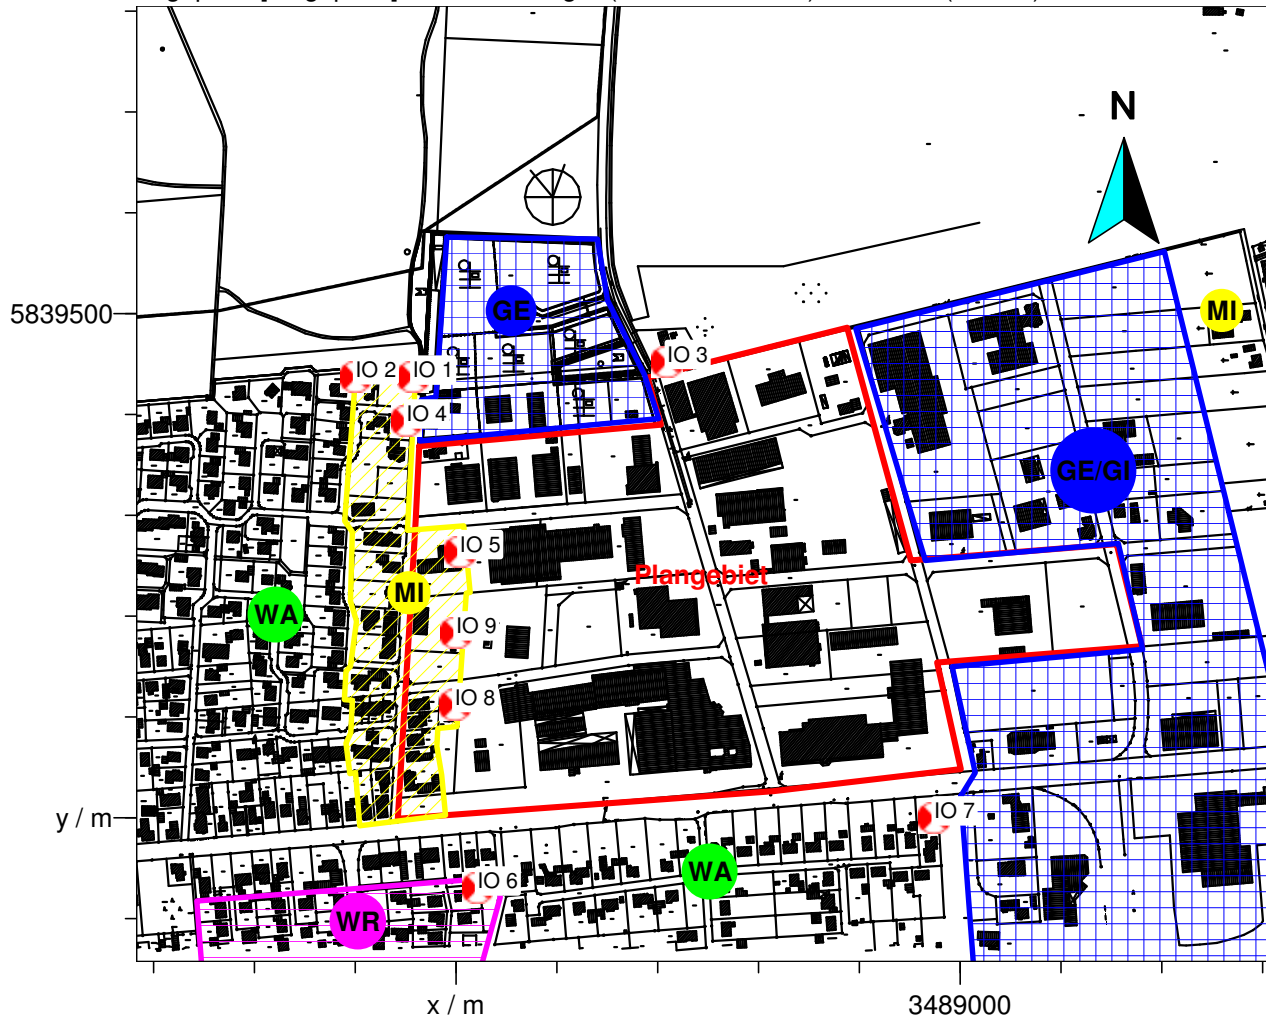 N
5839500
GE
MI
IO 3
IO 2
IO 1
IO 4
GE/GI
IO 5
Plangebiet
MI
WA
IO 9
IO 8
y / m
IO 7
WA
IO 6
WR
x / m
3489000